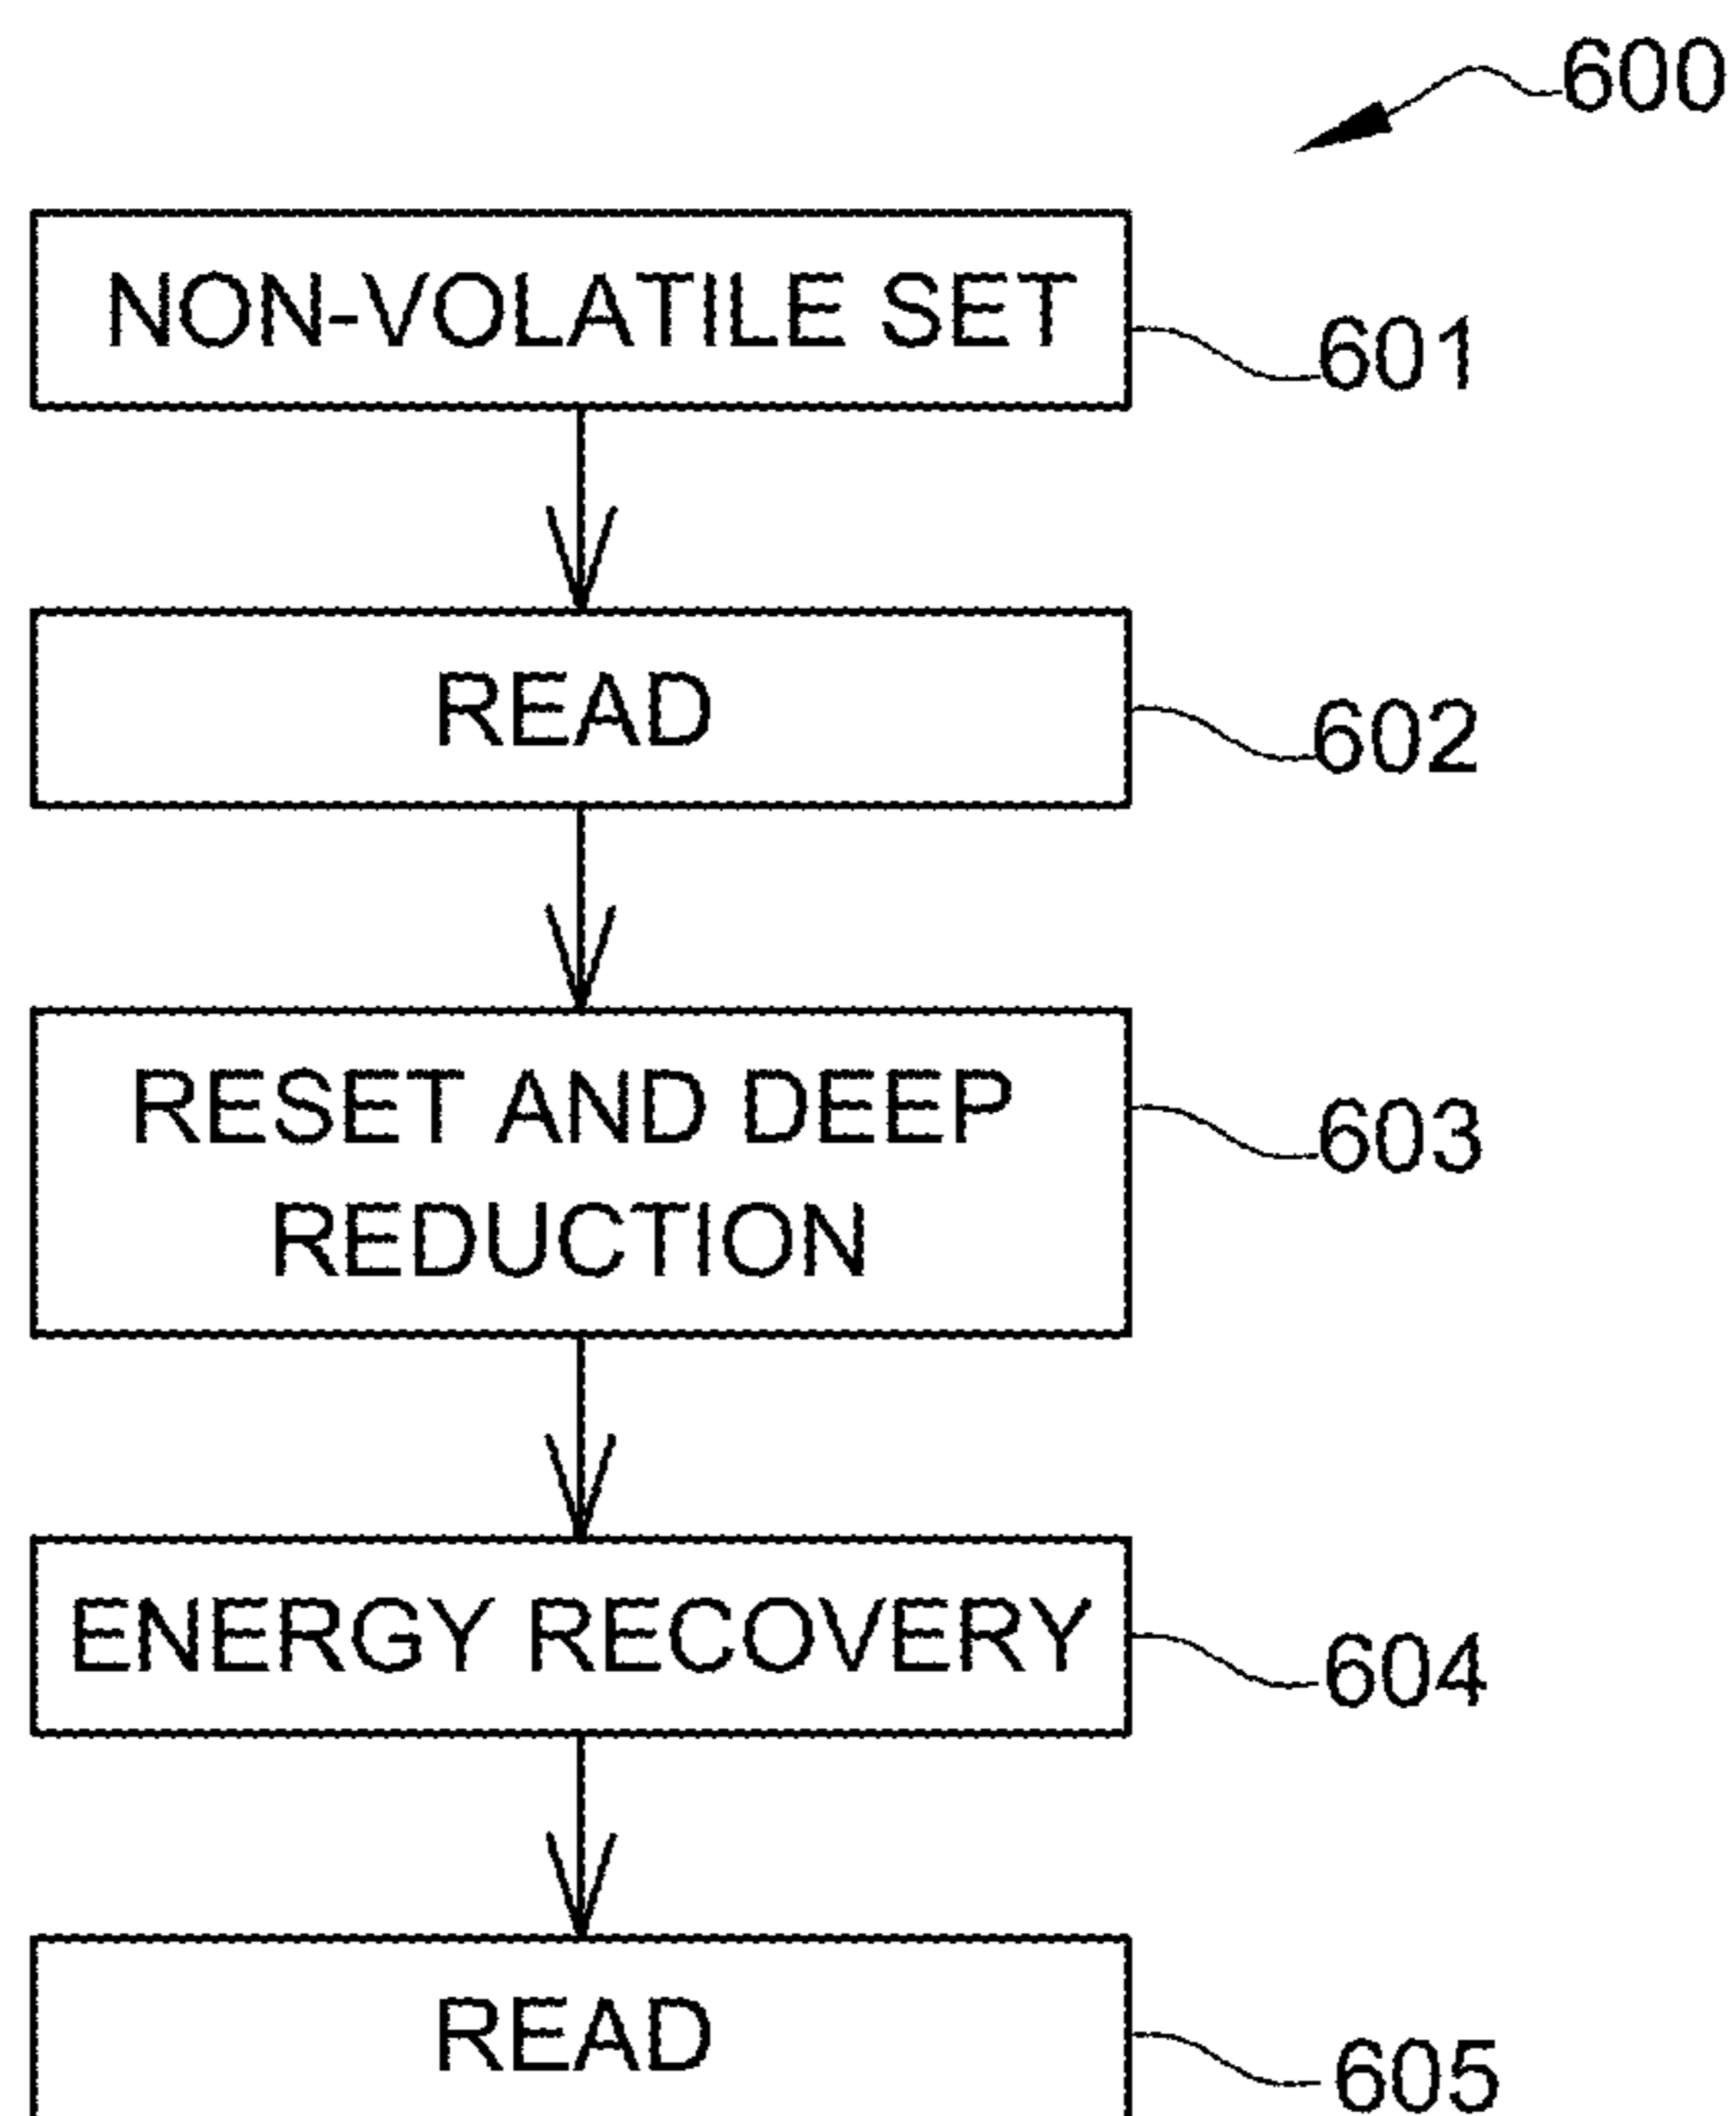 600
NON-VOLATILE SET
601
READ
602
RESET AND DEEP
REDUCTION
603
ENERGY RECOVERY
604
READ
605